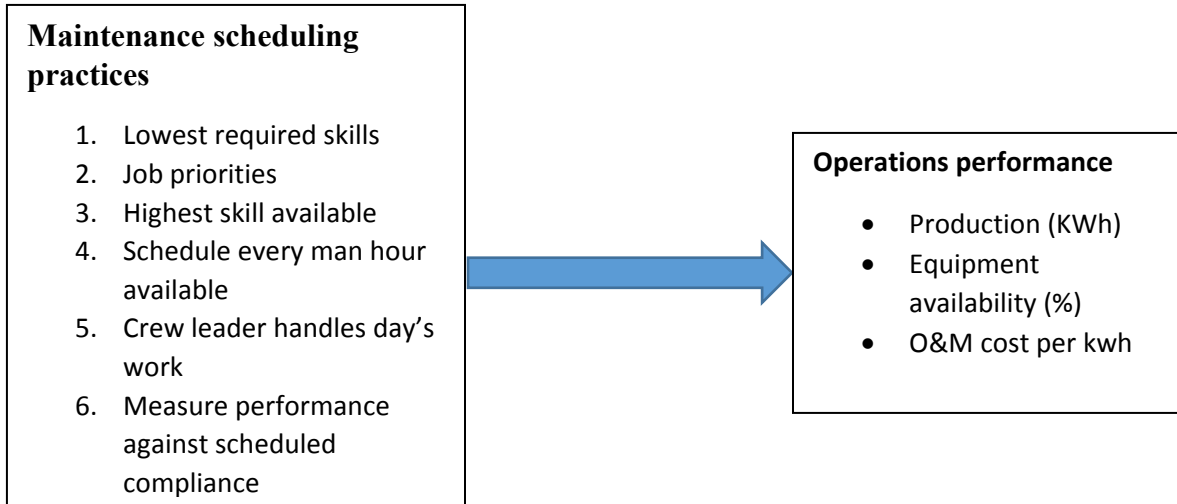 Maintenance scheduling
practices
1. Lowest required skills
2. Job priorities
3. Highest skill available
4. Schedule every man hour
available
5. Crew leader handles day’s
work
6. Measure performance
against scheduled
compliance
Operations performance
• Production (KWh)
• Equipment
availability (%)
• O&M cost per kwh